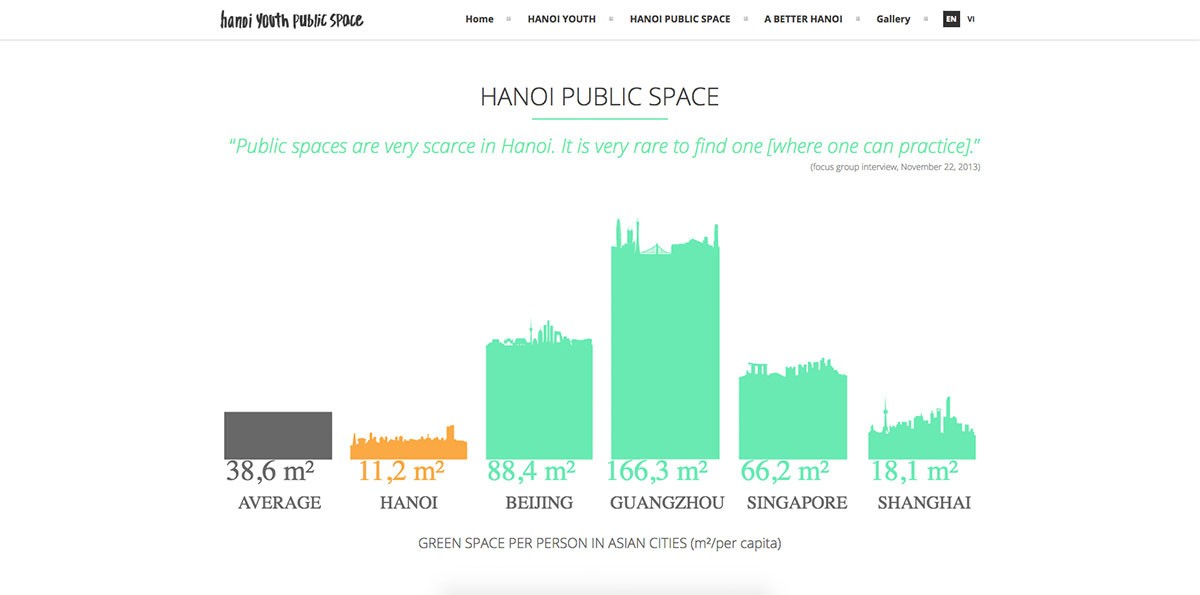 hanoi youth public space
Home HANOI YOUTH HANOI PUBLIC SPACE A BETTER HANOI Gallery EN VI
HANOI PUBLIC SPACE
“Public spaces are very scarce in Hanoi. It is very rare to find one [where one can practice].”
(focus group interview, November 22, 2013)
38,6 m² 11,2 m² 88,4 m² 166,3 m² 66,2 m² 18,1 m²
AVERAGE HANOI BEIJING GUANGZHOU SINGAPORE SHANGHAI
GREEN SPACE PER PERSON IN ASIAN CITIES (m²/per capita)